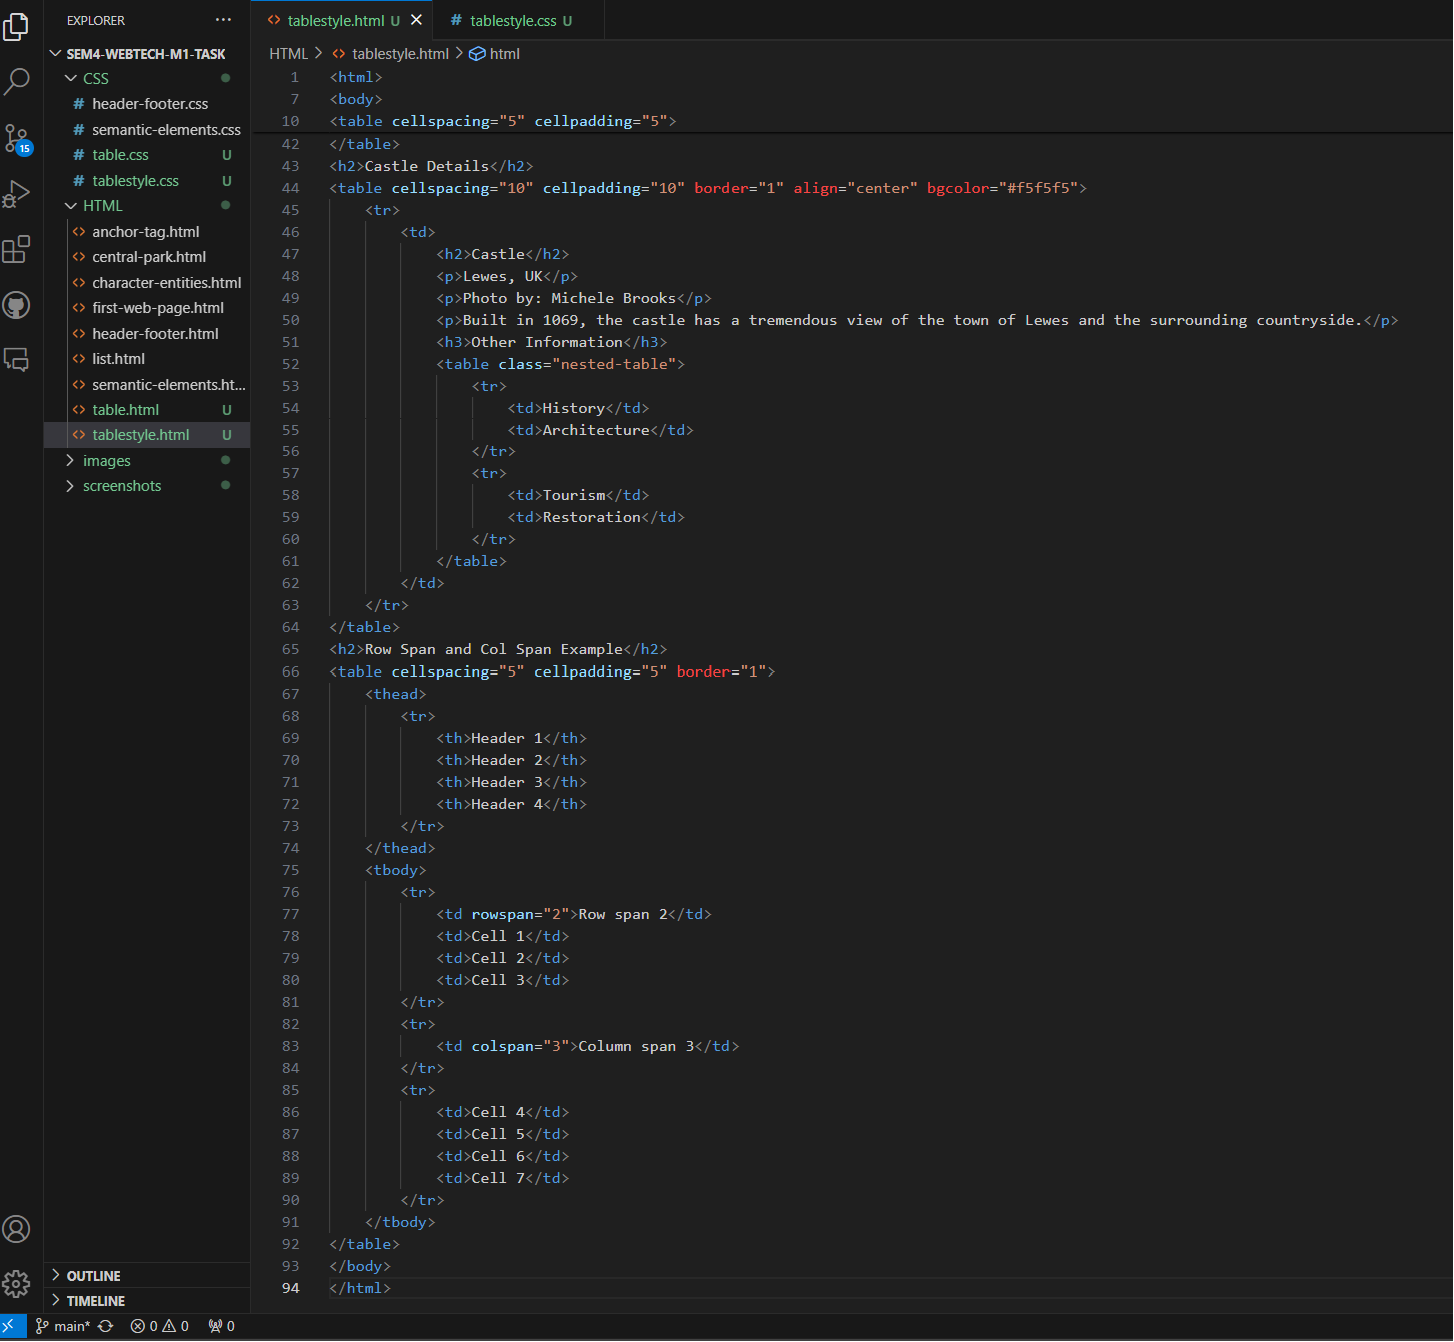 EXPLORER
SEM4-WEBTECH-M1-TASK
CSS
# header-footer.css
# semantic-elements.css
# table.css U
# tablestyle.css U
HTML
<> anchor-tag.html
<> central-park.html
<> character-entities.html
<> first-web-page.html
<> header-footer.html
<> list.html
<> semantic-elements.ht...
<> table.html U
<> tablestyle.html U
images
screenshots
OUTLINE
TIMELINE
15
<> tablestyle.html U
# tablestyle.css U
HTML > <> tablestyle.html > html
1 <html>
7 <body>
10 <table cellspacing="5" cellpadding="5">
42 </table>
43 <h2>Castle Details</h2>
44 <table cellspacing="10" cellpadding="10" border="1" align="center" bgcolor="#f5f5f5">
45 <tr>
46 <td>
47 <h2>Castle</h2>
48 <p>Lewes, UK</p>
49 <p>Photo by: Michele Brooks</p>
50 <p>Built in 1069, the castle has a tremendous view of the town of Lewes and the surrounding countryside.</p>
51 <h3>Other Information</h3>
52 <table class="nested-table">
53 <tr>
54 <td>History</td>
55 <td>Architecture</td>
56 </tr>
57 <tr>
58 <td>Tourism</td>
59 <td>Restoration</td>
60 </tr>
61 </table>
62 </td>
63 </tr>
64 </table>
65 <h2>Row Span and Col Span Example</h2>
66 <table cellspacing="5" cellpadding="5" border="1">
67 <thead>
68 <tr>
69 <th>Header 1</th>
70 <th>Header 2</th>
71 <th>Header 3</th>
72 <th>Header 4</th>
73 </tr>
74 </thead>
75 <tbody>
76 <tr>
77 <td rowspan="2">Row span 2</td>
78 <td>Cell 1</td>
79 <td>Cell 2</td>
80 <td>Cell 3</td>
81 </tr>
82 <tr>
83 <td colspan="3">Column span 3</td>
84 </tr>
85 <tr>
86 <td>Cell 4</td>
87 <td>Cell 5</td>
88 <td>Cell 6</td>
89 <td>Cell 7</td>
90 </tr>
91 </tbody>
92 </table>
93 </body>
94 </html>
main* 0 0 0